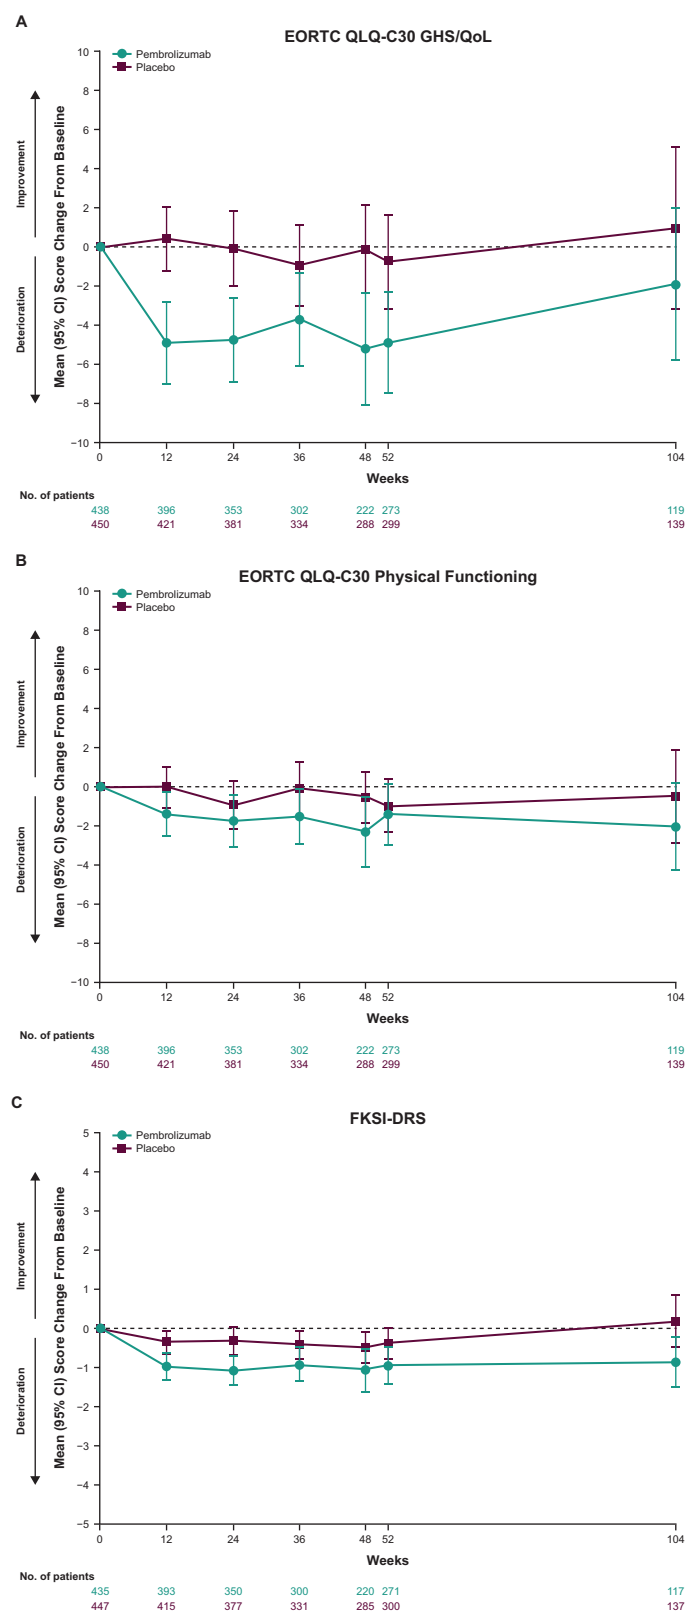 A
EORTC QLQ-C30 GHS/QoL
Pembrolizumab
Placebo
Improvement
Deterioration
Mean (95% CI) Score Change From Baseline
10
8
6
4
2
0
−2
−4
−6
−8
−10
0 12 24 36 48 52 104
Weeks
No. of patients
438 396 353 302 222 273 119
450 421 381 334 288 299 139
B
EORTC QLQ-C30 Physical Functioning
Pembrolizumab
Placebo
Improvement
Deterioration
Mean (95% CI) Score Change From Baseline
10
8
6
4
2
0
−2
−4
−6
−8
−10
0 12 24 36 48 52 104
Weeks
No. of patients
438 396 353 302 222 273 119
450 421 381 334 288 299 139
C
FKSI-DRS
Pembrolizumab
Placebo
Improvement
Deterioration
Mean (95% CI) Score Change From Baseline
5
4
3
2
1
0
−1
−2
−3
−4
−5
0 12 24 36 48 52 104
Weeks
No. of patients
435 393 350 300 220 271 117
447 415 377 331 285 300 137